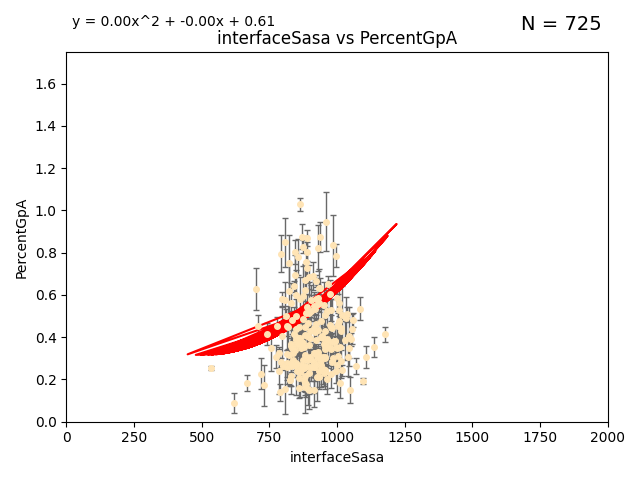 y = 0.00x^2 + -0.00x + 0.61
N = 725
interfaceSasa vs PercentGpA
PercentGpA
1.6
1.4
1.2
1.0
0.8
0.6
0.4
0.2
0.0
0 250 500 750 1000 1250 1500 1750 2000
interfaceSasa